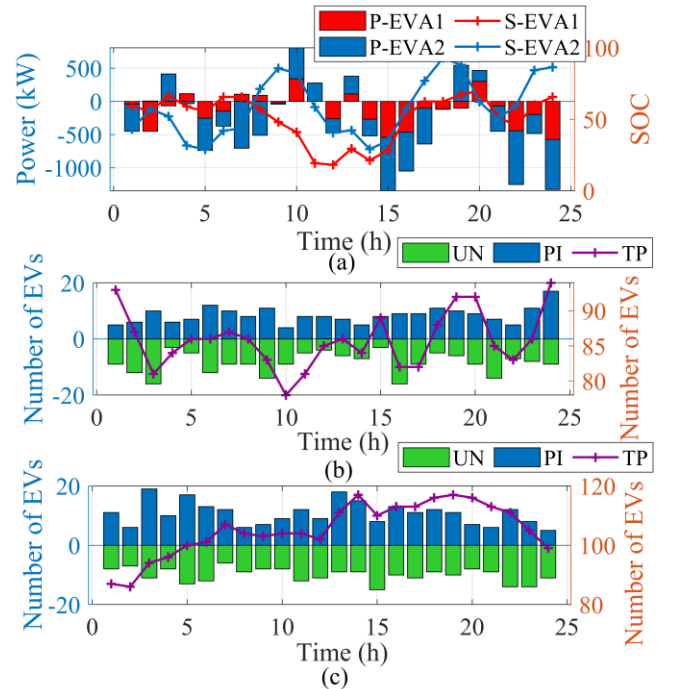 P-EVA1 S-EVA1
P-EVA2 S-EVA2
Power (kW)
500
0
-500
-1000
100
50
0
SOC
0 5 10 15 20 25
Time (h)
(a)
UN PI TP
Number of EVs
20
0
-20
90
85
80
Number of EVs
0 5 10 15 20 25
Time (h)
(b)
UN PI TP
Number of EVs
20
0
-20
120
100
80
Number of EVs
0 5 10 15 20 25
Time (h)
(c)